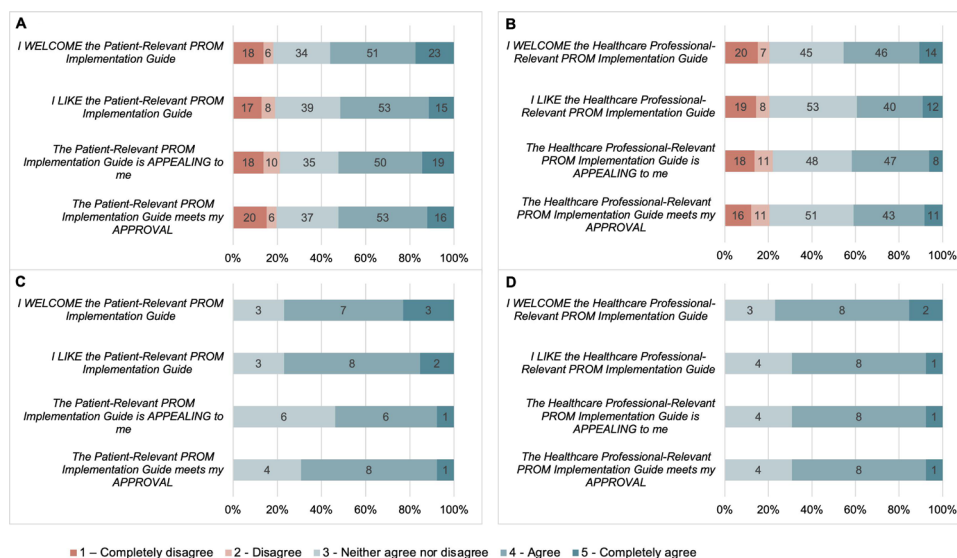 A
I WELCOME the Patient-Relevant PROM
Implementation Guide
18 6 34 51 23
I LIKE the Patient-Relevant PROM
Implementation Guide
17 8 39 53 15
The Patient-Relevant PROM
Implementation Guide is APPEALING to
me
18 10 35 50 19
The Patient-Relevant PROM
Implementation Guide meets my
APPROVAL
20 6 37 53 16
0% 20% 40% 60% 80% 100%
B
I WELCOME the Healthcare Professional-
Relevant PROM Implementation Guide
20 7 45 46 14
I LIKE the Healthcare Professional-
Relevant PROM Implementation Guide
19 8 53 40 12
The Healthcare Professional-Relevant
PROM Implementation Guide is
APPEALING to me
18 11 48 47 8
The Healthcare Professional-Relevant
PROM Implementation Guide meets my
APPROVAL
16 11 51 43 11
0% 20% 40% 60% 80% 100%
C
I WELCOME the Patient-Relevant PROM
Implementation Guide
3 7 3
I LIKE the Patient-Relevant PROM
Implementation Guide
3 8 2
The Patient-Relevant PROM
Implementation Guide is APPEALING to
me
6 6 1
The Patient-Relevant PROM
Implementation Guide meets my
APPROVAL
4 8 1
0% 20% 40% 60% 80% 100%
D
I WELCOME the Healthcare Professional-
Relevant PROM Implementation Guide
3 8 2
I LIKE the Healthcare Professional-
Relevant PROM Implementation Guide
4 8 1
The Healthcare Professional-Relevant
PROM Implementation Guide is
APPEALING to me
4 8 1
The Healthcare Professional-Relevant
PROM Implementation Guide meets my
APPROVAL
4 8 1
0% 20% 40% 60% 80% 100%
1 – Completely disagree 2 - Disagree 3 - Neither agree nor disagree 4 - Agree 5 - Completely agree